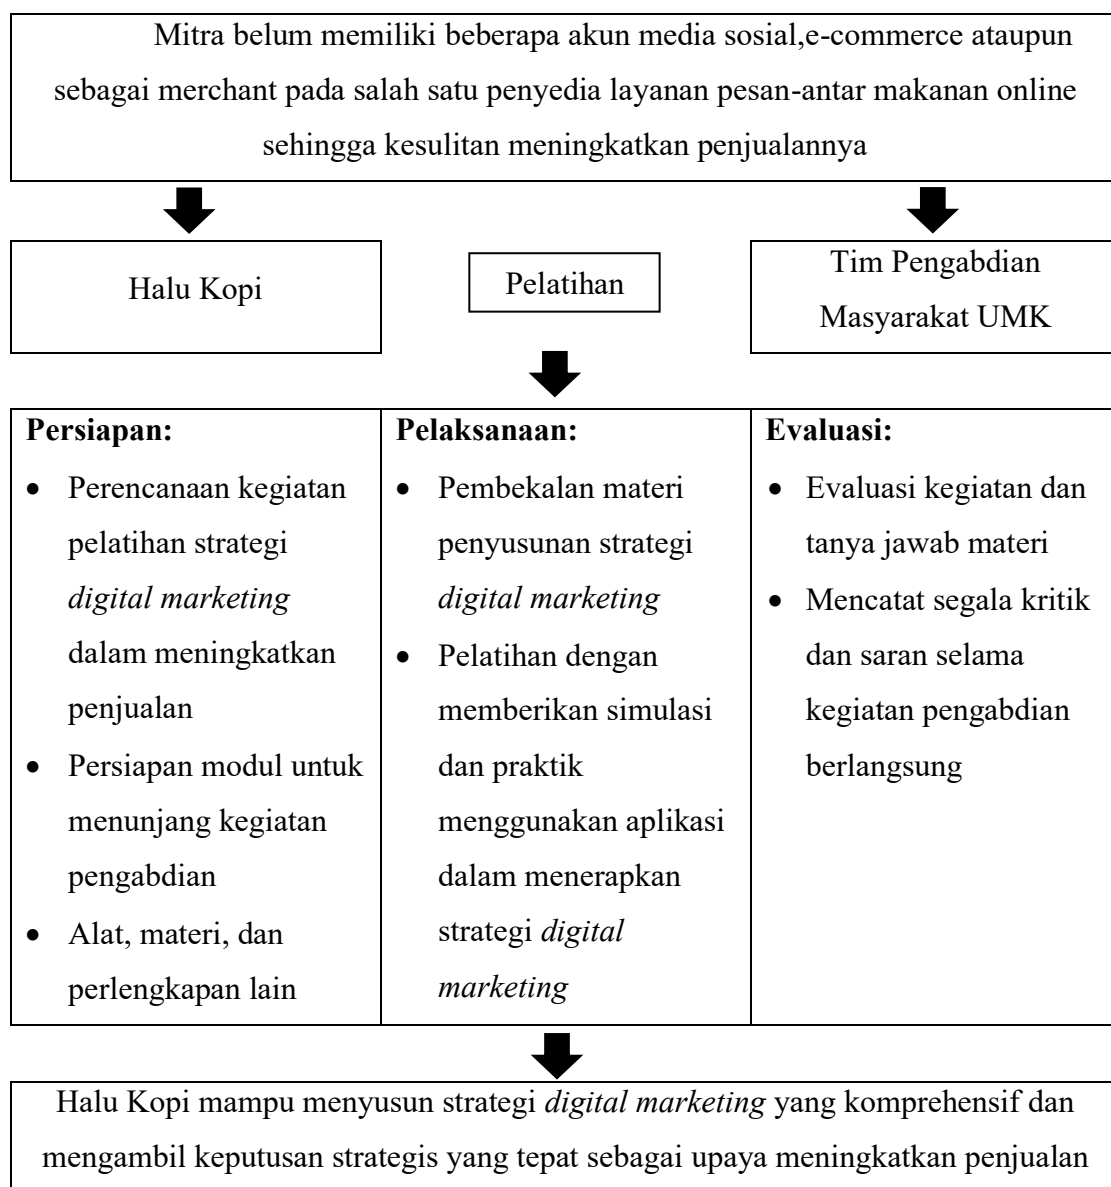 Mitra belum memiliki beberapa akun media sosial,e-commerce ataupun
sebagai merchant pada salah satu penyedia layanan pesan-antar makanan online
sehingga kesulitan meningkatkan penjualannya
Halu Kopi
Pelatihan
Tim Pengabdian
Masyarakat UMK
Persiapan:
• Perencanaan kegiatan
pelatihan strategi
digital marketing
dalam meningkatkan
penjualan
• Persiapan modul untuk
menunjang kegiatan
pengabdian
• Alat, materi, dan
perlengkapan lain
Pelaksanaan:
• Pembekalan materi
penyusunan strategi
digital marketing
• Pelatihan dengan
memberikan simulasi
dan praktik
menggunakan aplikasi
dalam menerapkan
strategi digital
marketing
Evaluasi:
• Evaluasi kegiatan dan
tanya jawab materi
• Mencatat segala kritik
dan saran selama
kegiatan pengabdian
berlangsung
Halu Kopi mampu menyusun strategi digital marketing yang komprehensif dan
mengambil keputusan strategis yang tepat sebagai upaya meningkatkan penjualan